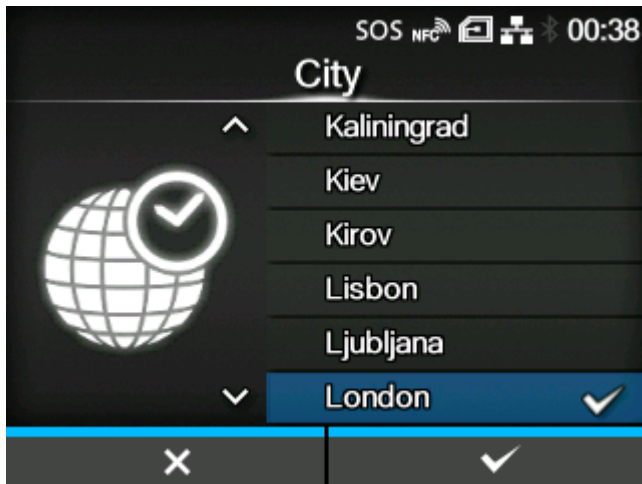 SOS NFC 00:38
City
Kaliningrad
Kiev
Kirov
Lisbon
Ljubljana
London